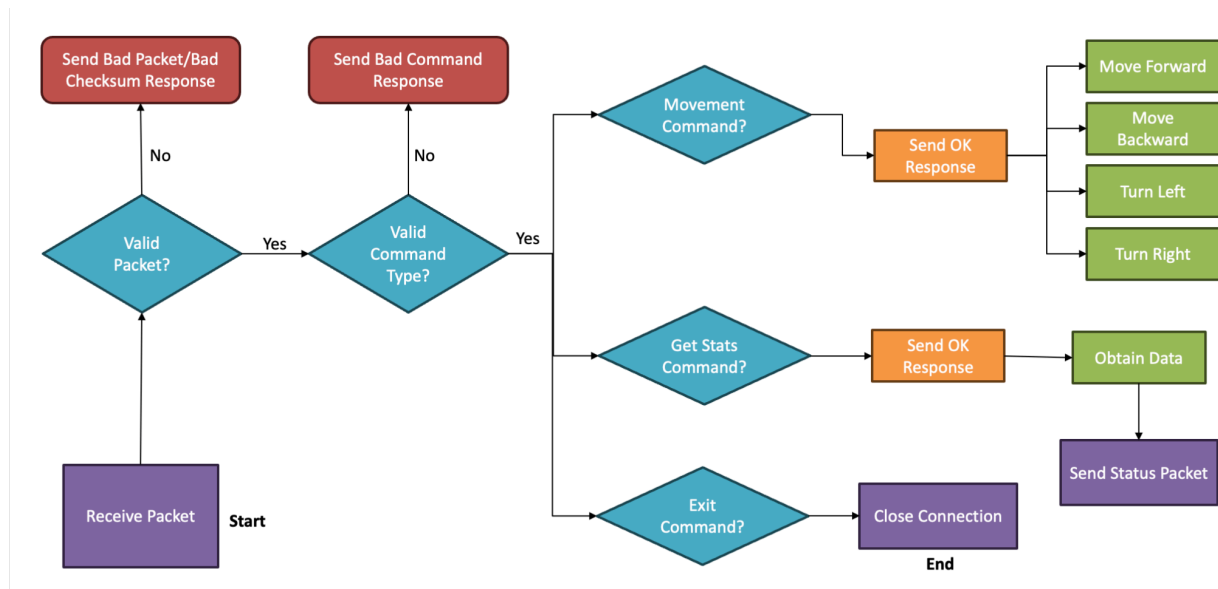 Send Bad Packet/Bad
Checksum Response
Send Bad Command
Response
No
No
Valid
Packet?
Yes
Valid
Command
Type?
Yes
Receive Packet
Start
Movement
Command?
Send OK
Response
Move Forward
Move
Backward
Turn Left
Turn Right
Get Stats
Command?
Send OK
Response
Obtain Data
Send Status Packet
Exit
Command?
Close Connection
End